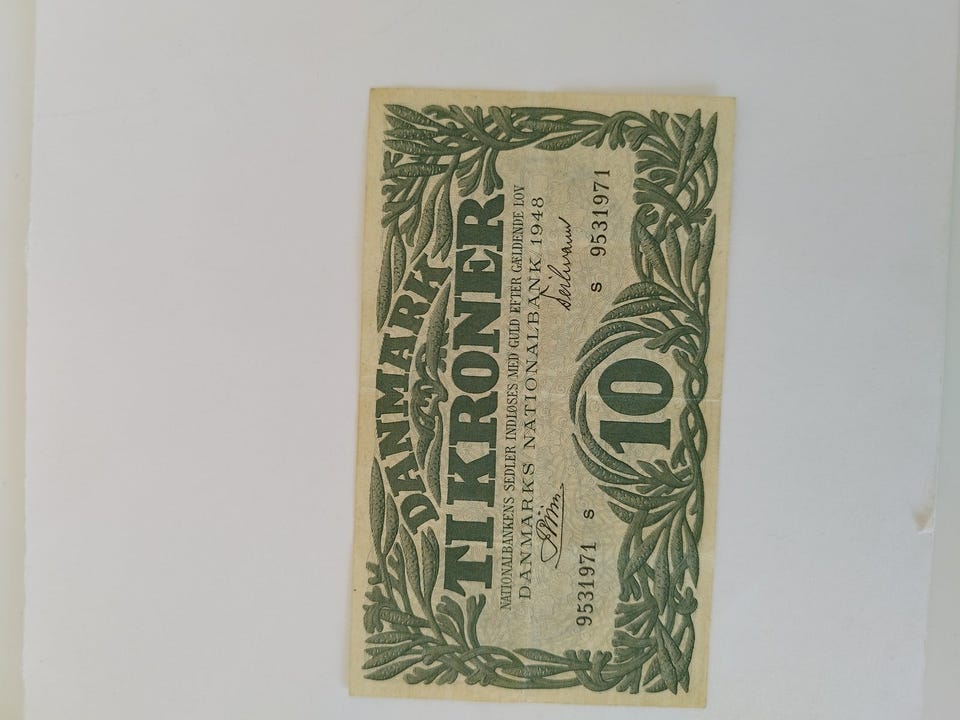 DANMARK
TI KRONER
NATIONALBANKENS SEDLER INDLØSES MED GULD EFTER GÆLDENDE LOV
DANMARKS NATIONALBANK 1948
9531971 S
S 9531971
10